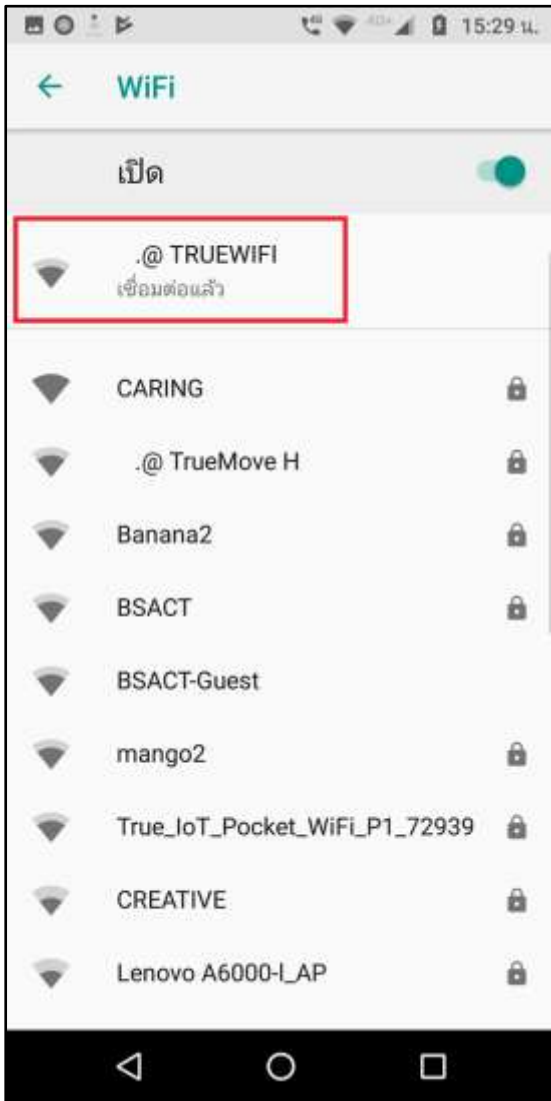 15:29 น.
WiFi
เปิด
.@ TRUEWIFI
เชื่อมต่อแล้ว
CARING
.@ TrueMove H
Banana2
BSACT
BSACT-Guest
mango2
True_IoT_Pocket_WiFi_P1_72939
CREATIVE
Lenovo A6000-l_AP